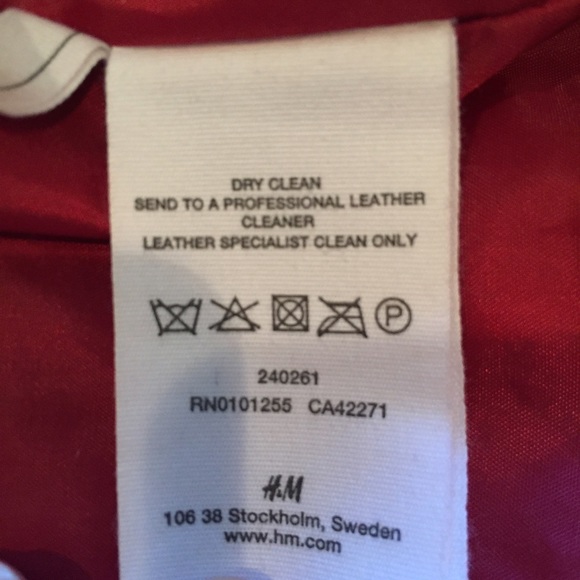 DRY CLEAN
SEND TO A PROFESSIONAL LEATHER
CLEANER
LEATHER SPECIALIST CLEAN ONLY
P
240261
RN0101255 CA42271
H&M
106 38 Stockholm, Sweden
www.hm.com